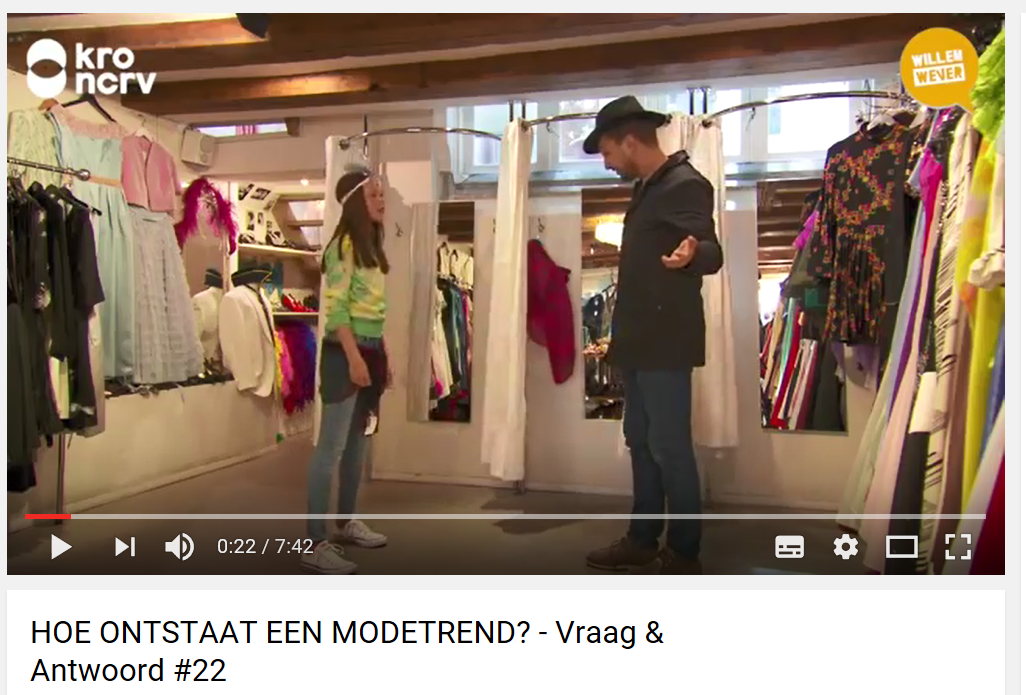 kro
ncrv
WILLEM
WEVER
0:22 / 7:42
HOE ONTSTAAT EEN MODETREND? - Vraag &
Antwoord #22